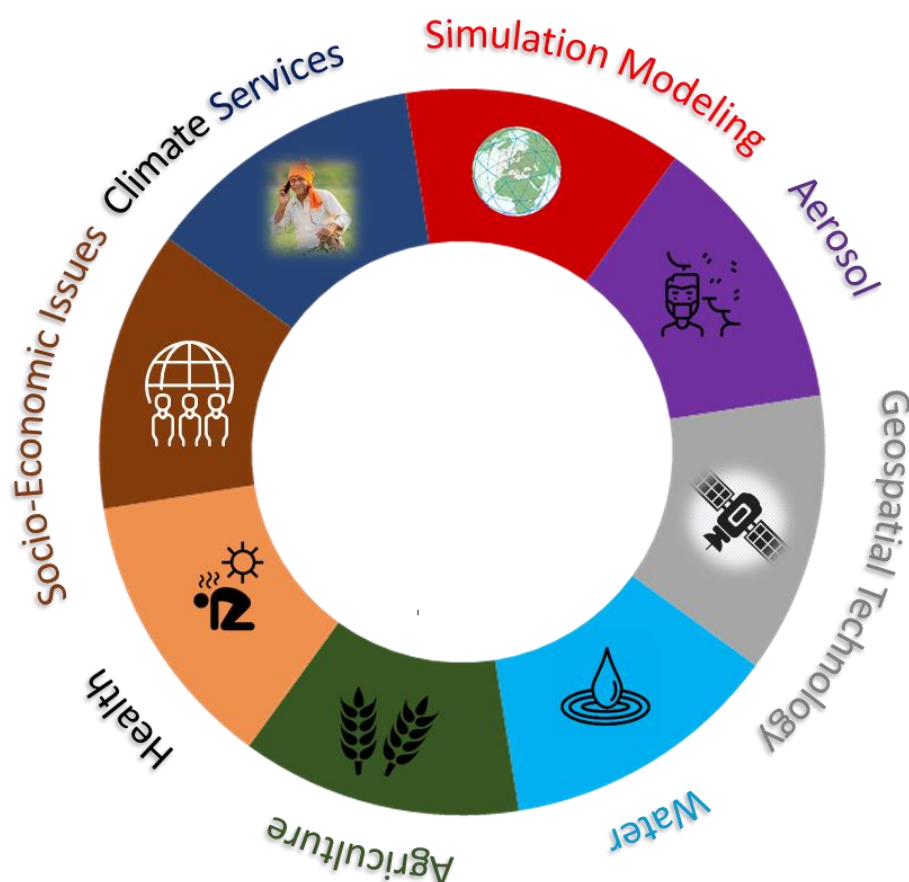 Simulation Modeling
Aerosol
Geospatial Technology
Water
Agriculture
Health
Socio-Economic Issues
Climate Services